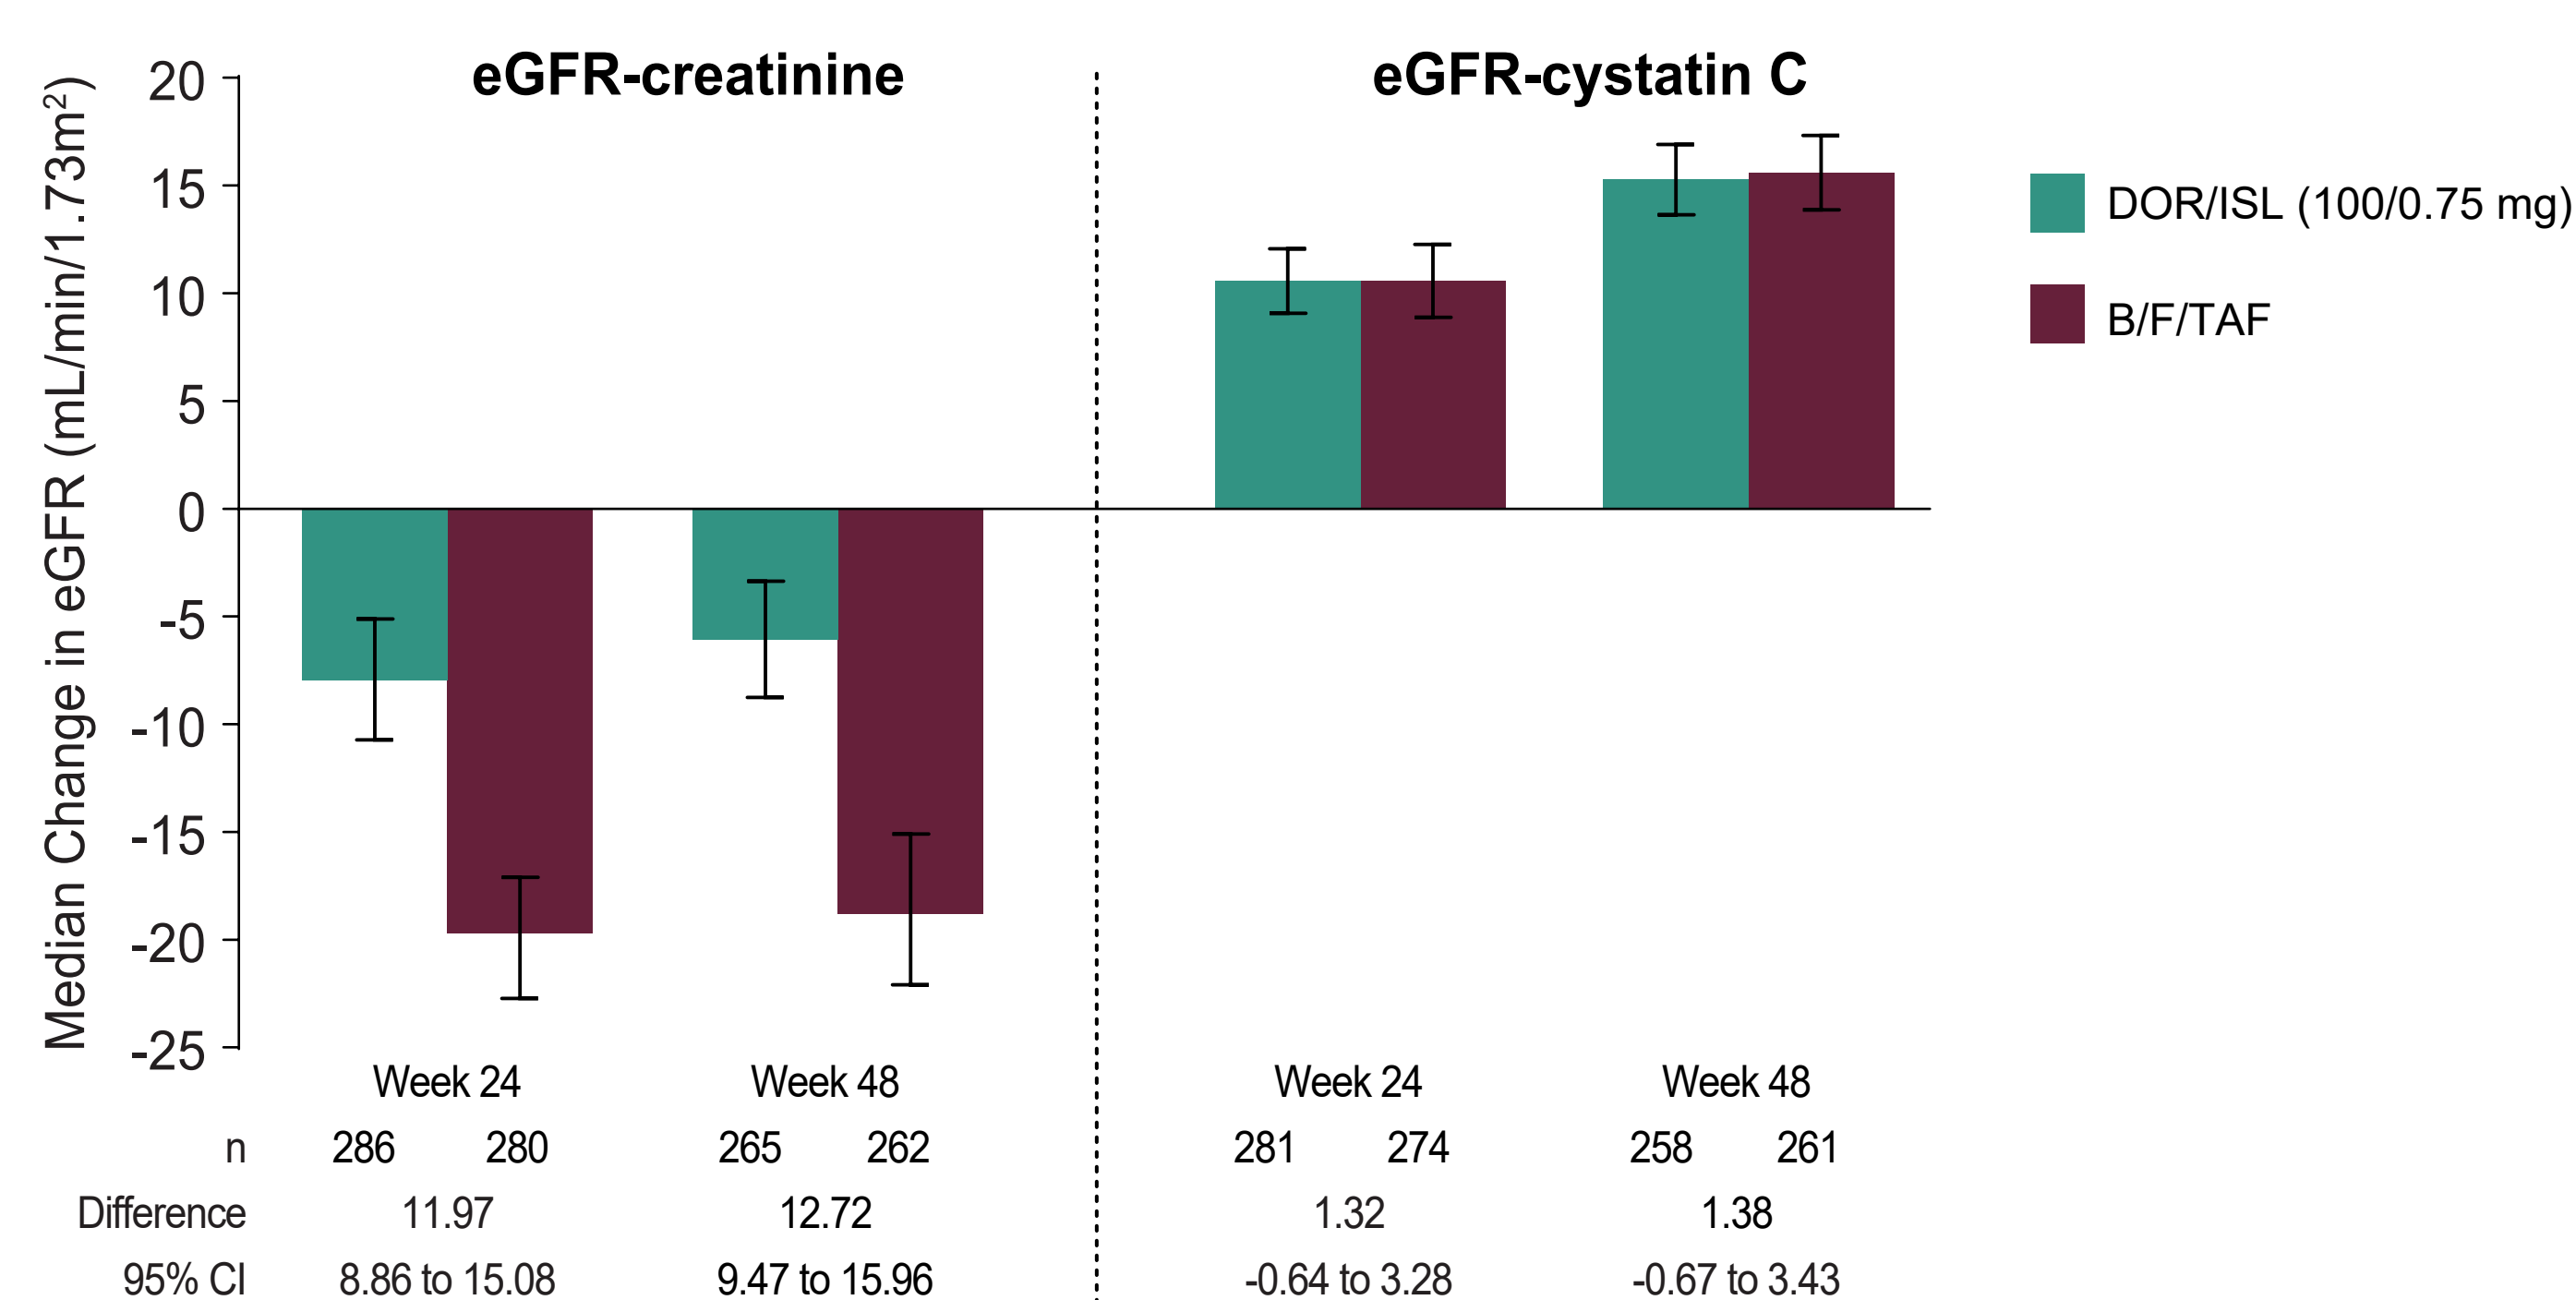 eGFR-creatinine
eGFR-cystatin C
Median Change in eGFR (mL/min/1.73m²)
20
15
10
5
0
-5
-10
-15
-20
-25
DOR/ISL (100/0.75 mg)
B/F/TAF
Week 24 Week 48 Week 24 Week 48
n 286 280 265 262 281 274 258 261
Difference 11.97 12.72 1.32 1.38
95% CI 8.86 to 15.08 9.47 to 15.96 -0.64 to 3.28 -0.67 to 3.43